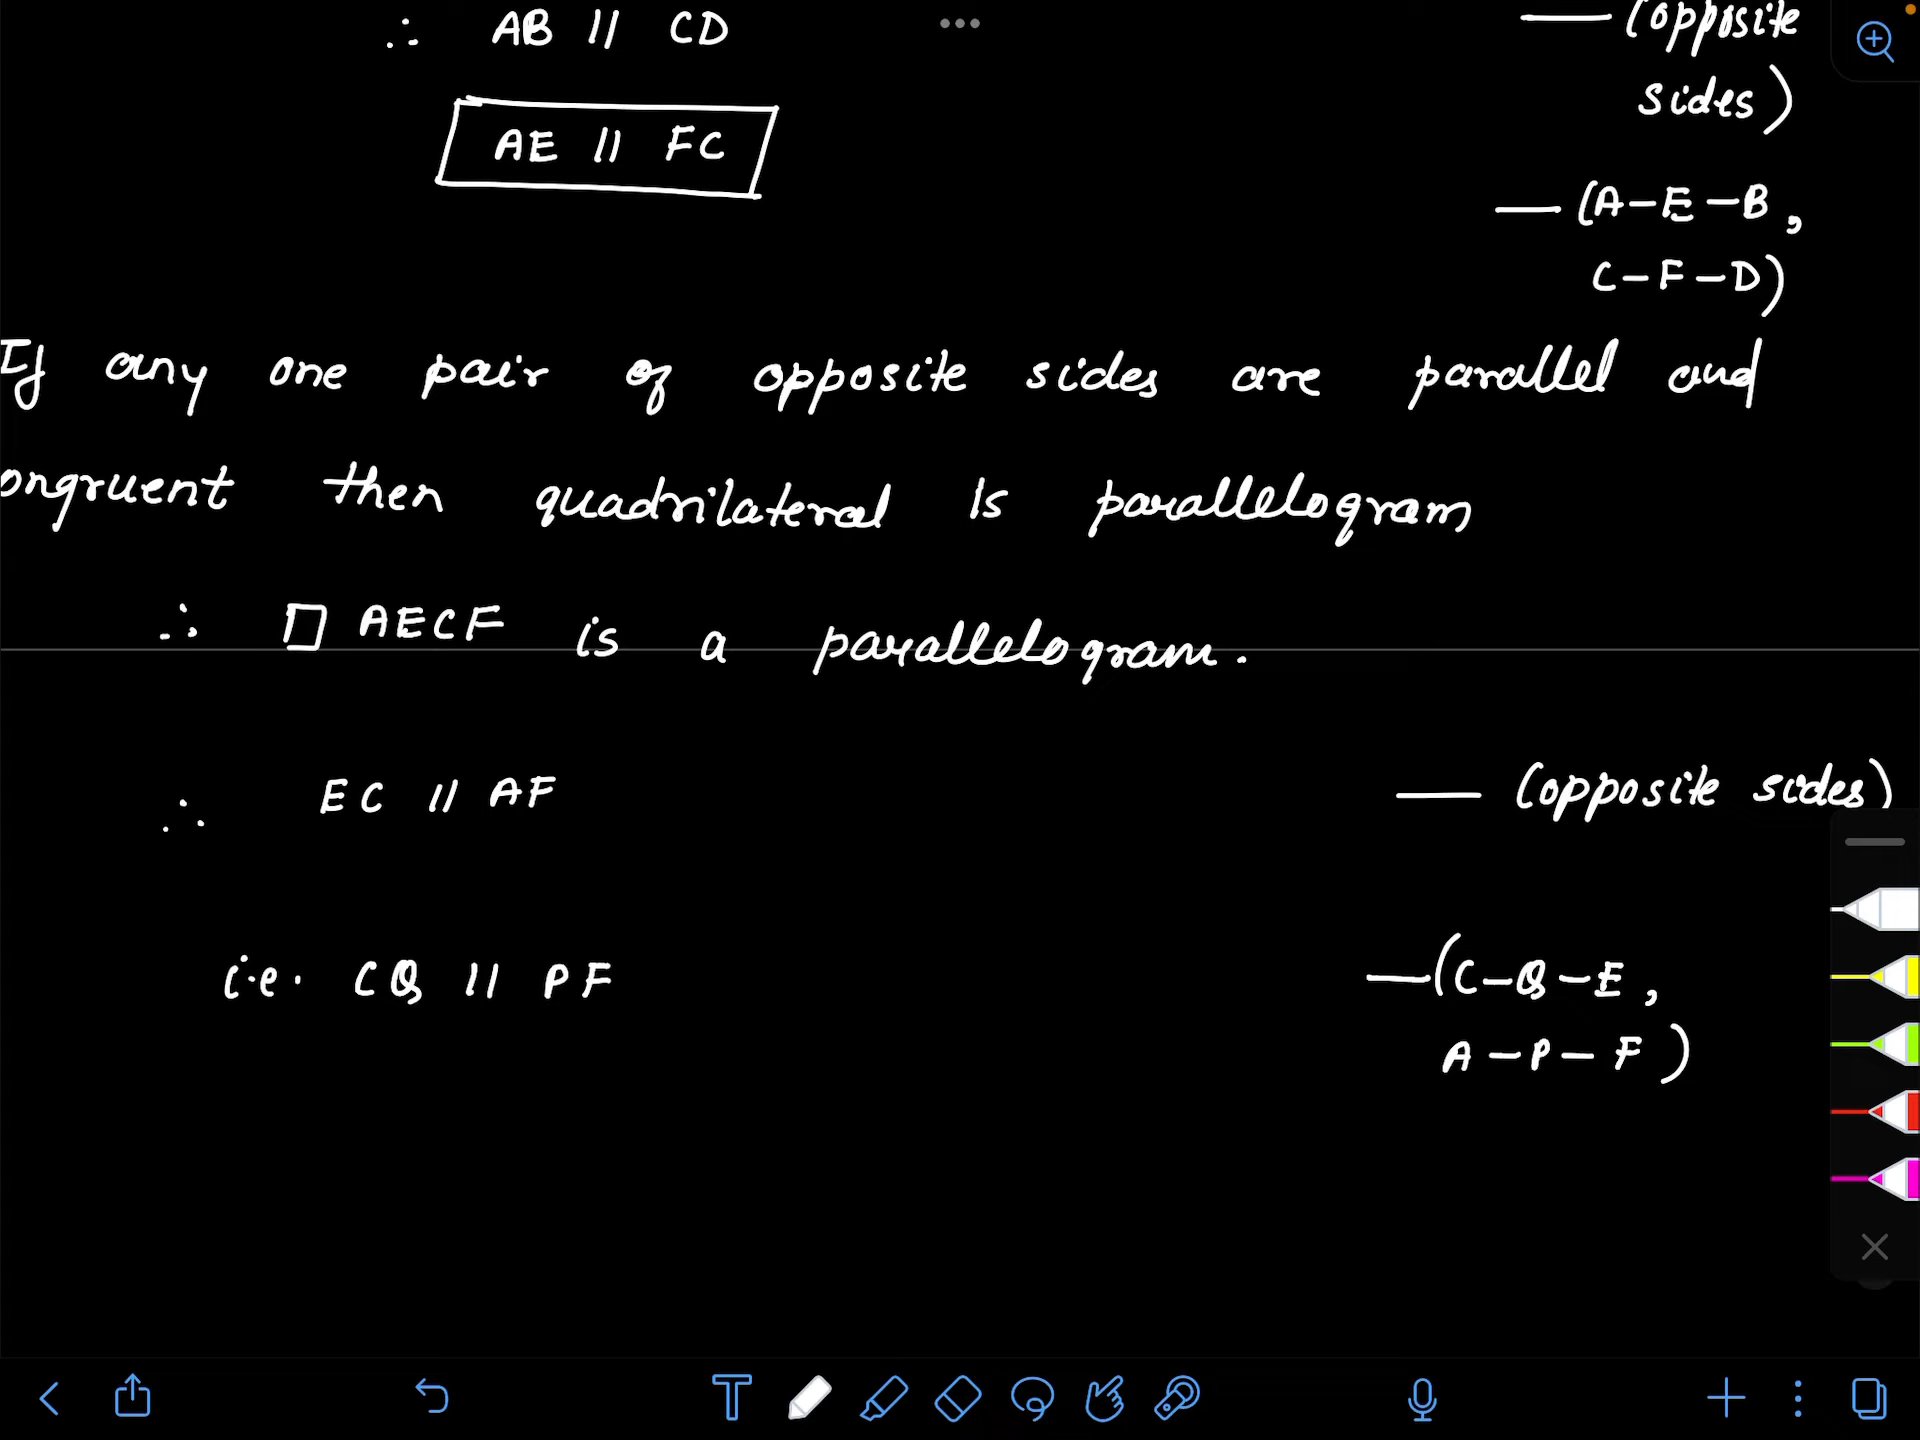 ∴ AB || CD — (opposite
sides)
AE || FC
— (A-E-B,
C-F-D)
If any one pair of opposite sides are parallel and
ongruent then quadrilateral is parallelogram
∴ □ AECF is a parallelogram.
∴ EC || AF — (opposite sides)
i.e. CQ || PF — (C-Q-E,
A-P-F)